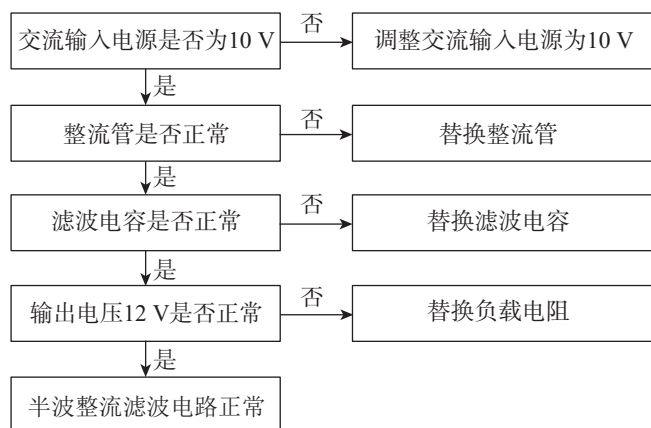 交流输入电源是否为10 V
否
调整交流输入电源为10 V
是
整流管是否正常
否
替换整流管
是
滤波电容是否正常
否
替换滤波电容
是
输出电压12 V是否正常
否
替换负载电阻
是
半波整流滤波电路正常